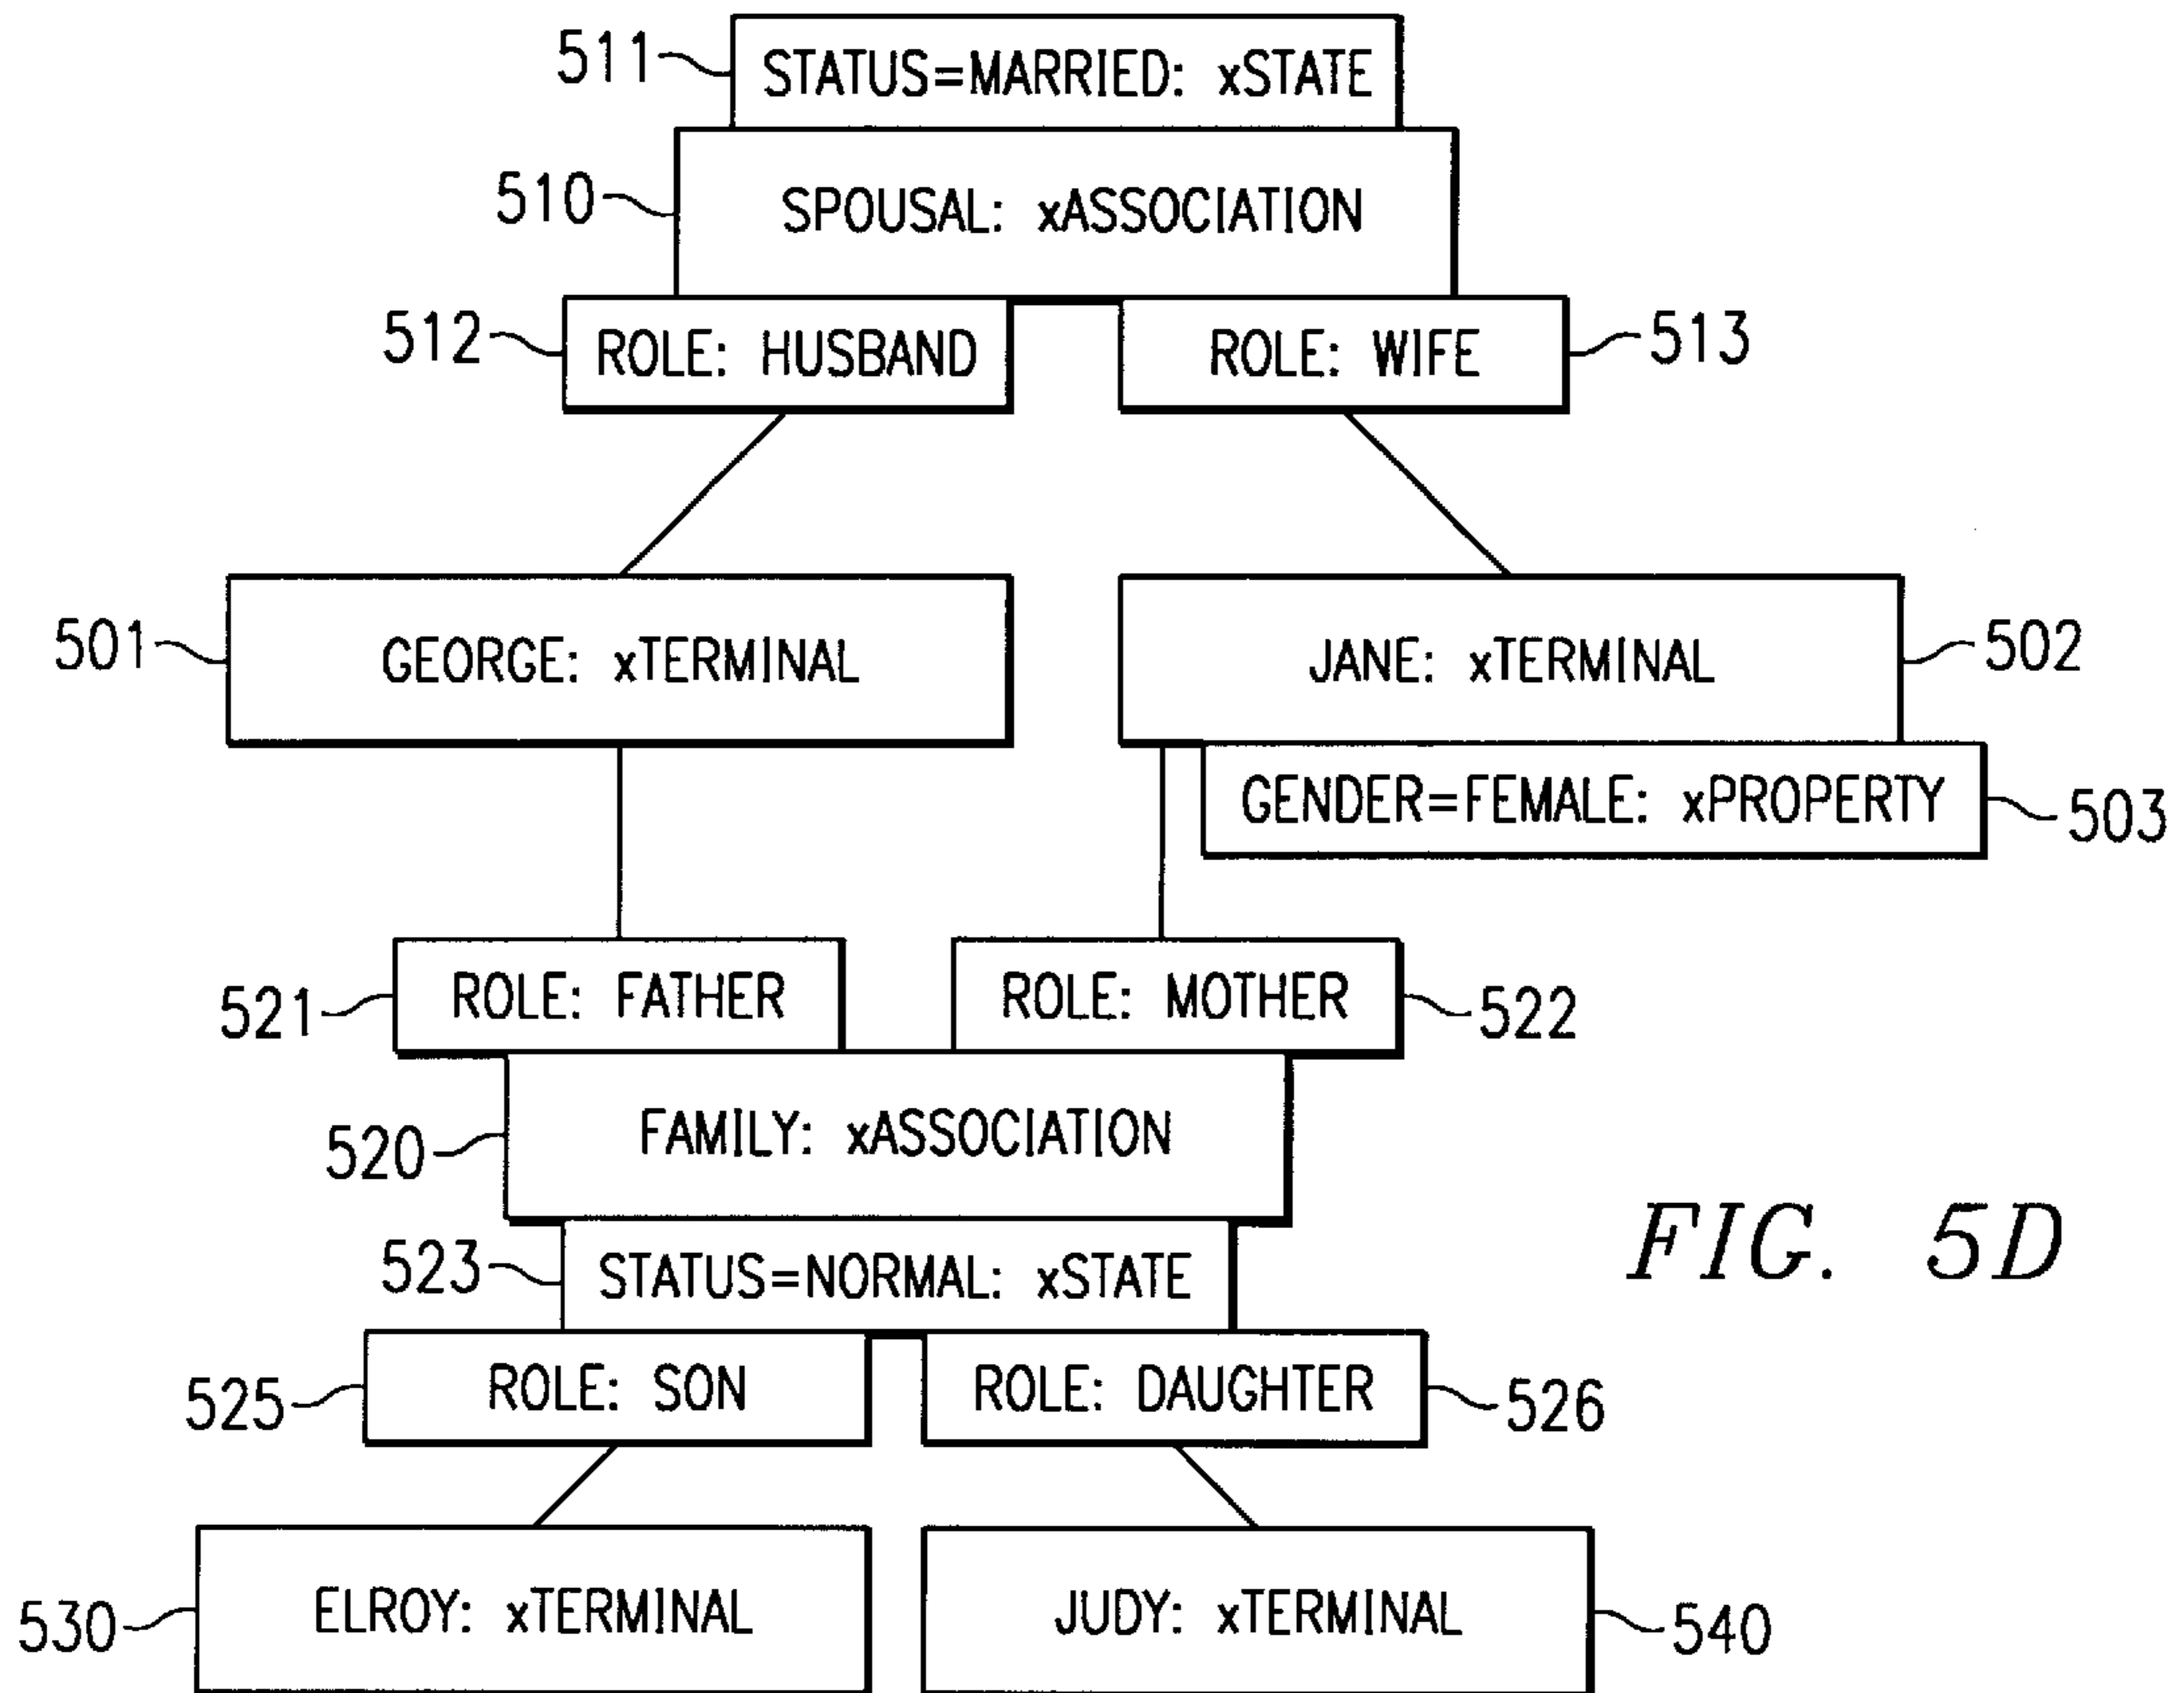 511
STATUS=MARRIED: xSTATE
510
SPOUSAL: xASSOCIATION
512
ROLE: HUSBAND
ROLE: WIFE
513
501
GEORGE: xTERMINAL
JANE: xTERMINAL
502
GENDER=FEMALE: xPROPERTY
503
521
ROLE: FATHER
ROLE: MOTHER
522
520
FAMILY: xASSOCIATION
523
STATUS=NORMAL: xSTATE
FIG. 5D
525
ROLE: SON
ROLE: DAUGHTER
526
530
ELROY: xTERMINAL
JUDY: xTERMINAL
540